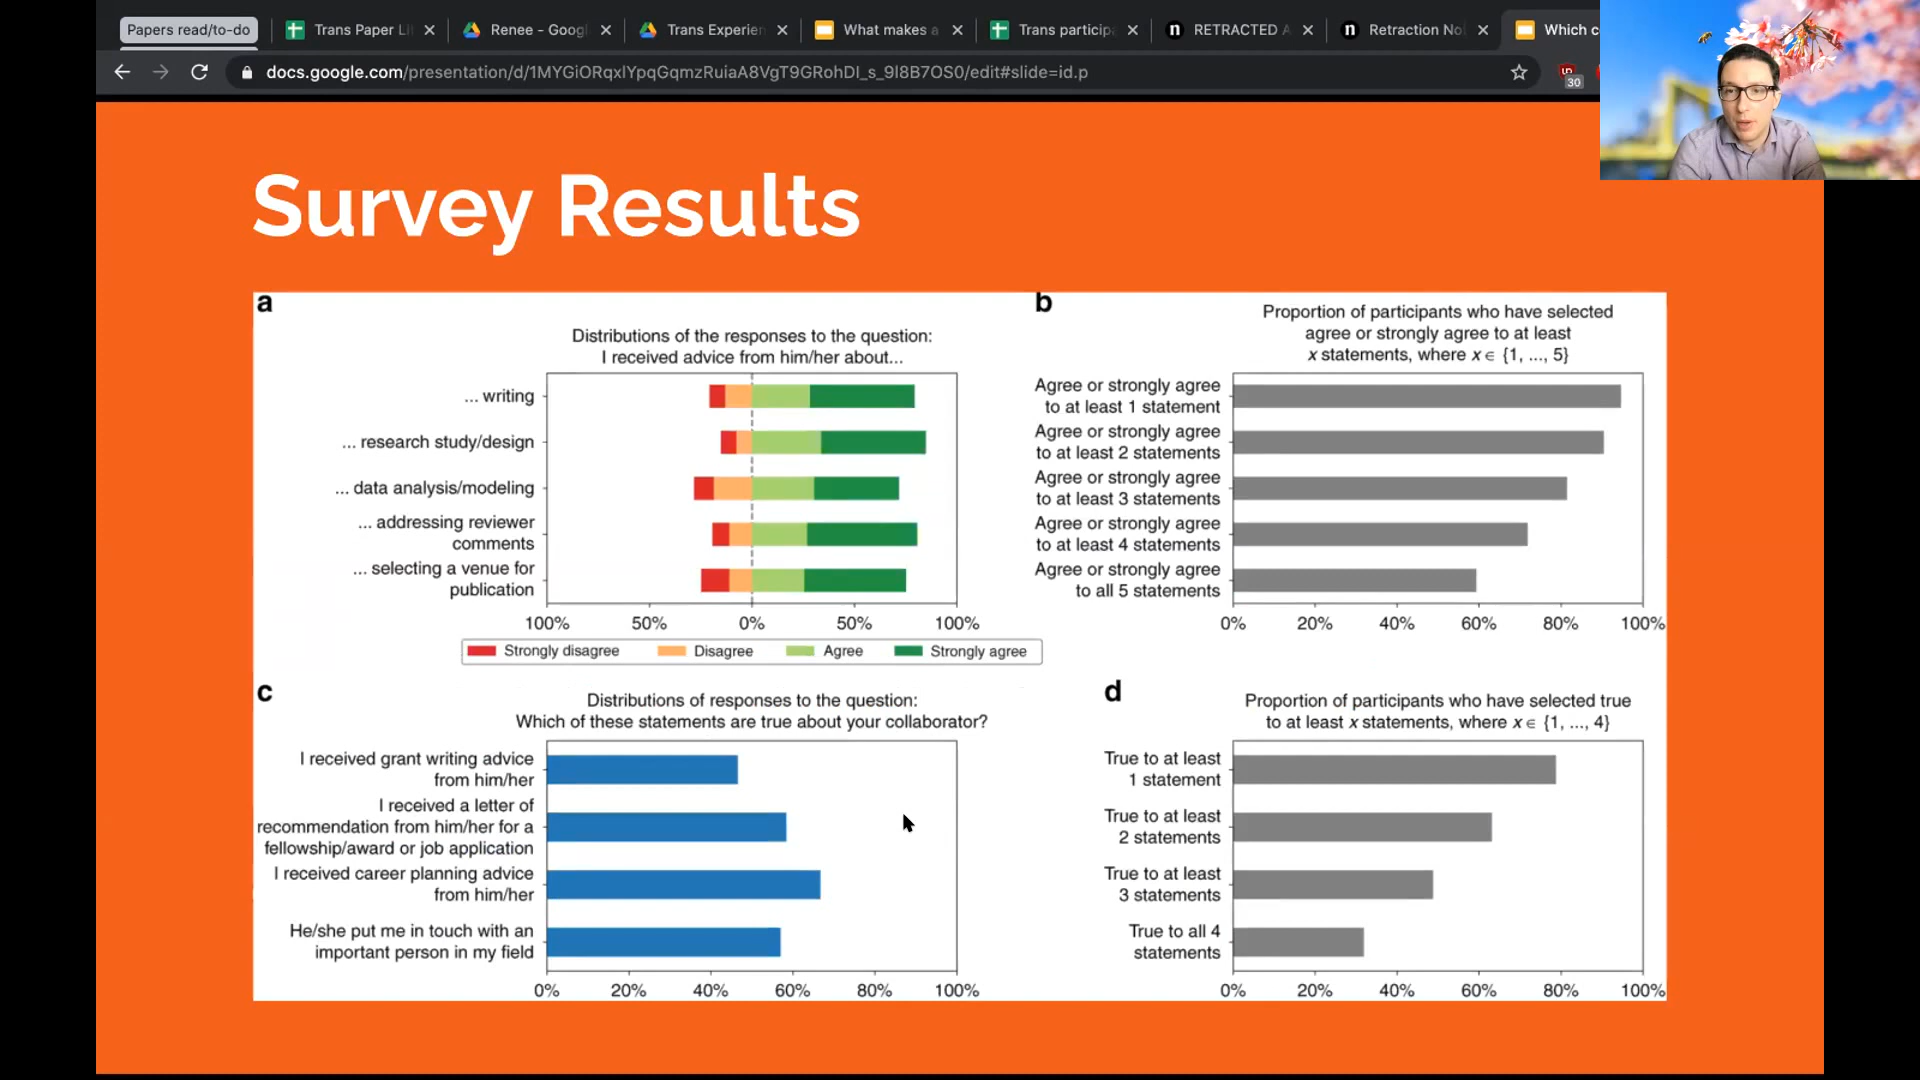 Papers read/to-do
Trans Paper Li
Renee - Googl
Trans Experien
What makes a
Trans particip
RETRACTED A
Retraction No
Which c
docs.google.com/presentation/d/1MYGiORqxlYpqGqmzRuiaA8VgT9GRohDl_s_9l8B7OS0/edit#slide=id.p
30
Survey Results
a
Distributions of the responses to the question:
I received advice from him/her about...
... writing
... research study/design
... data analysis/modeling
... addressing reviewer
comments
... selecting a venue for
publication
100% 50% 0% 50% 100%
Strongly disagree Disagree Agree Strongly agree
b
Proportion of participants who have selected
agree or strongly agree to at least
x statements, where x ∈ {1, ..., 5}
Agree or strongly agree
to at least 1 statement
Agree or strongly agree
to at least 2 statements
Agree or strongly agree
to at least 3 statements
Agree or strongly agree
to at least 4 statements
Agree or strongly agree
to all 5 statements
0% 20% 40% 60% 80% 100%
c
Distributions of responses to the question:
Which of these statements are true about your collaborator?
I received grant writing advice
from him/her
I received a letter of
recommendation from him/her for a
fellowship/award or job application
I received career planning advice
from him/her
He/she put me in touch with an
important person in my field
0% 20% 40% 60% 80% 100%
d
Proportion of participants who have selected true
to at least x statements, where x ∈ {1, ..., 4}
True to at least
1 statement
True to at least
2 statements
True to at least
3 statements
True to all 4
statements
0% 20% 40% 60% 80% 100%